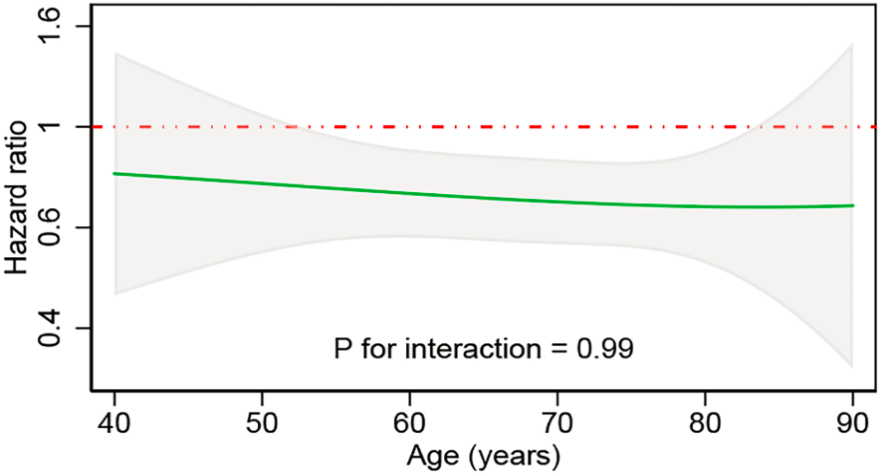 Hazard ratio
1.6
1
0.6
0.4
P for interaction = 0.99
40 50 60 70 80 90
Age (years)